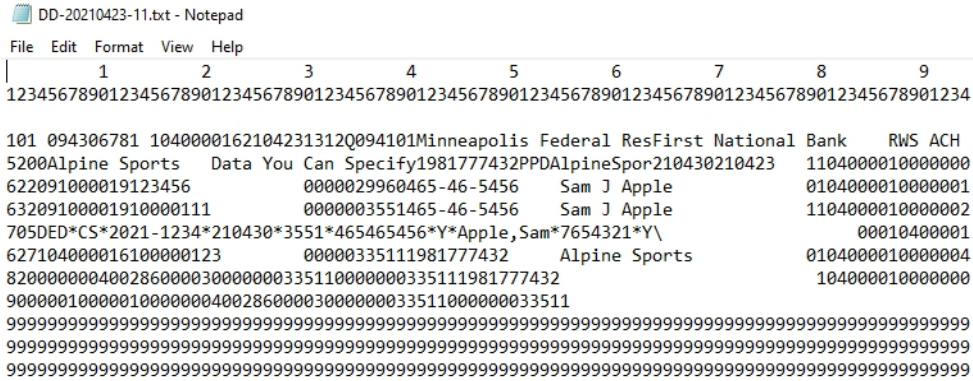 DD-20210423-11.txt - Notepad
File Edit Format View Help
1 2 3 4 5 6 7 8 9
1234567890123456789012345678901234567890123456789012345678901234567890123456789012345678901234
101 094306781 1040000162104231312Q094101Minneapolis Federal ResFirst National Bank    RWS ACH
5200Alpine Sports   Data You Can Specify1981777432PPDAlpineSpor210430210423   1104000010000000
622091000019123456           0000029960465-46-5456    Sam J Apple             0104000010000001
63209100001910000111         0000003551465-46-5456    Sam J Apple             1104000010000002
705DED*CS*2021-1234*210430*3551*465465456*Y*Apple,Sam*7654321*Y\                   00010400001
627104000016100000123        00000335111981777432     Alpine Sports           0104000010000004
820000000400286000030000000335110000000335111981777432                         104000010000000
9000001000001000000040028600003000000033511000000033511
9999999999999999999999999999999999999999999999999999999999999999999999999999999999999999999999
9999999999999999999999999999999999999999999999999999999999999999999999999999999999999999999999
9999999999999999999999999999999999999999999999999999999999999999999999999999999999999999999999